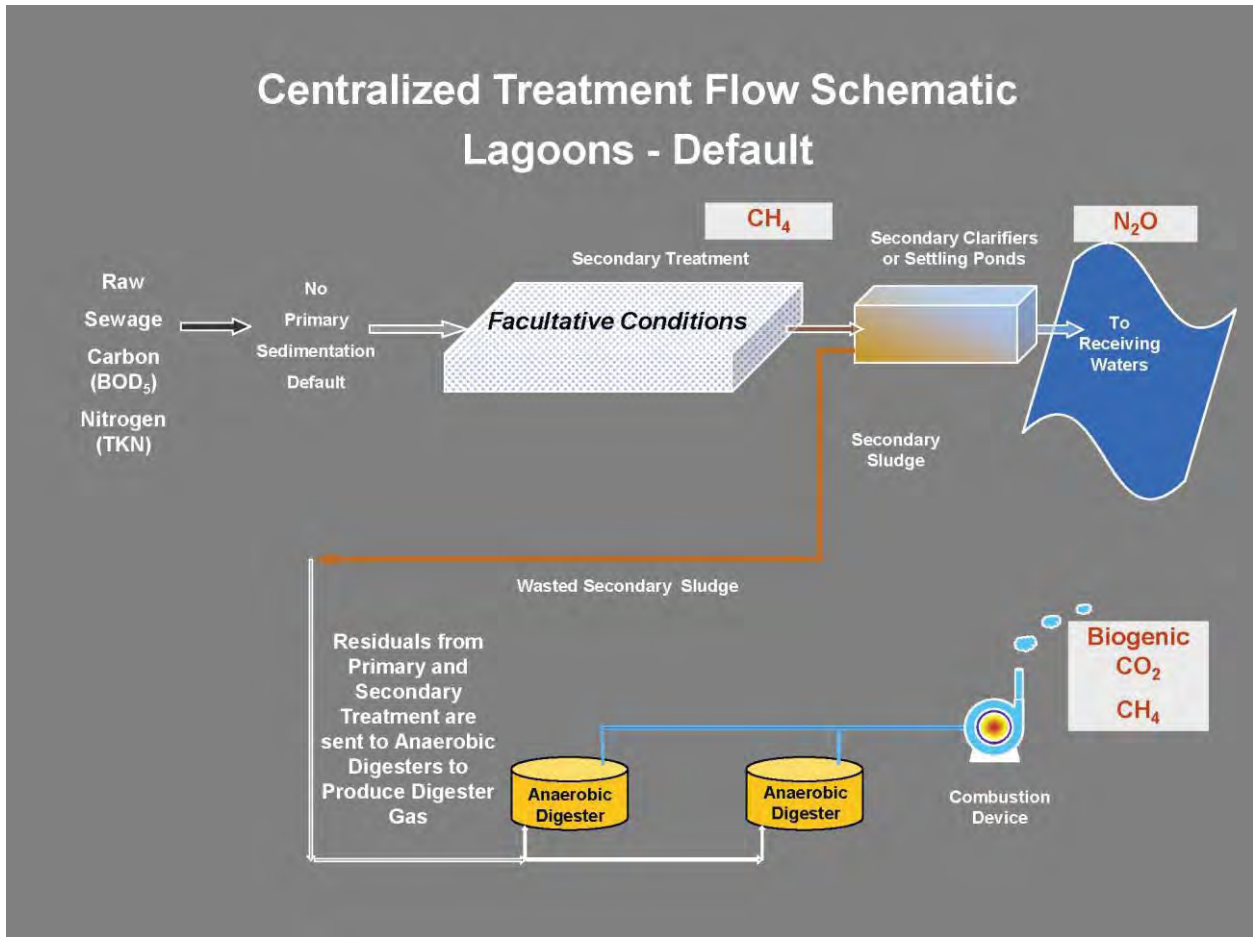 Centralized Treatment Flow Schematic
Lagoons - Default
CH₄
N₂O
Secondary Treatment
Secondary Clarifiers
or Settling Ponds
Raw
Sewage
Carbon
(BOD₅)
Nitrogen
(TKN)
No
Primary
Sedimentation
Default
Facultative Conditions
To
Receiving
Waters
Secondary
Sludge
Wasted Secondary Sludge
Residuals from
Primary and
Secondary
Treatment are
sent to Anaerobic
Digesters to
Produce Digester
Gas
Anaerobic
Digester
Anaerobic
Digester
Combustion
Device
Biogenic
CO₂
CH₄